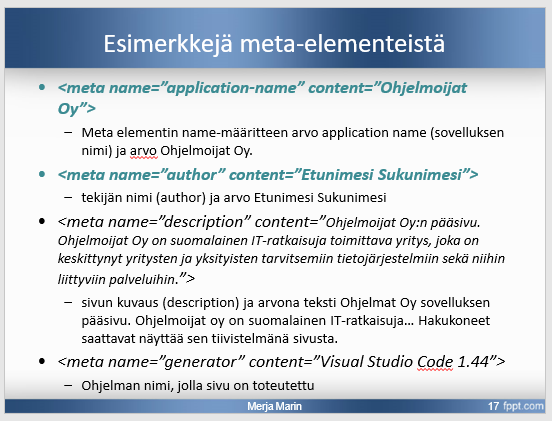 Esimerkkejä meta-elementeistä
• <meta name=”application-name” content=”Ohjelmoijat
Oy”>
– Meta elementin name-määritteen arvo application name (sovelluksen
nimi) ja arvo Ohjelmoijat Oy.
• <meta name=”author” content=”Etunimesi Sukunimesi”>
– tekijän nimi (author) ja arvo Etunimesi Sukunimesi
• <meta name=”description” content=”Ohjelmoijat Oy:n pääsivu.
Ohjelmoijat Oy on suomalainen IT-ratkaisuja toimittava yritys, joka on
keskittynyt yritysten ja yksityisten tarvitsemiin tietojärjestelmiin sekä niihin
liittyviin palveluihin.”>
– sivun kuvaus (description) ja arvona teksti Ohjelmat Oy sovelluksen
pääsivu. Ohjelmoijat oy on suomalainen IT-ratkaisuja… Hakukoneet
saattavat näyttää sen tiivistelmänä sivusta.
• <meta name=”generator” content=”Visual Studio Code 1.44”>
– Ohjelman nimi, jolla sivu on toteutettu
Merja Marin
17 fppt.com